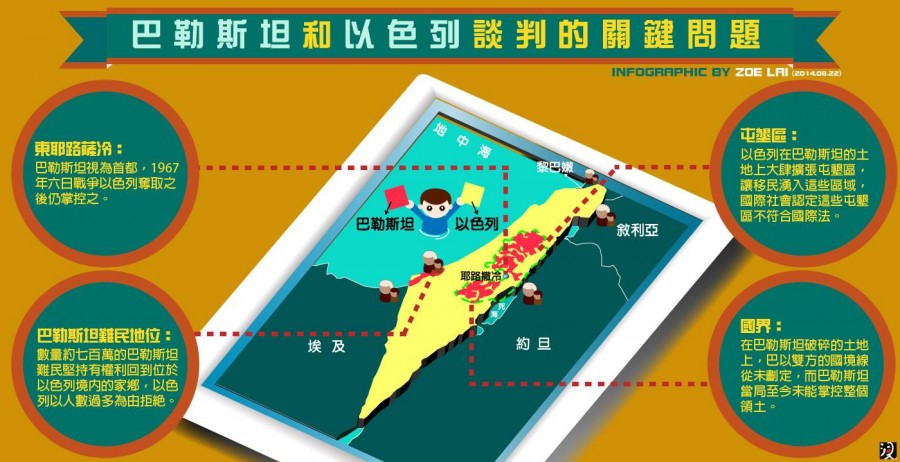 巴勒斯坦和以色列談判的關鍵問題
INFOGRAPHIC BY ZOE LAI (2014.08.22)
東耶路薩冷：
巴勒斯坦視為首都，1967
年六日戰爭以色列奪取之
後仍掌控之。
巴勒斯坦難民地位：
數量約七百萬的巴勒斯坦
難民堅持有權利回到位於
以色列境內的家鄉，以色
列以人數過多為由拒絕。
地中海
黎巴嫩
敘利亞
巴勒斯坦
以色列
耶路撒冷
死海
埃及
約旦
屯墾區：
以色列在巴勒斯坦的土
地上大肆擴張屯墾區，
讓移民湧入這些區域，
國際社會認定這些屯墾
區不符合國際法。
國界：
在巴勒斯坦破碎的土地
上，巴以雙方的國境線
從未劃定，而巴勒斯坦
當局至今未能掌控整個
領土。